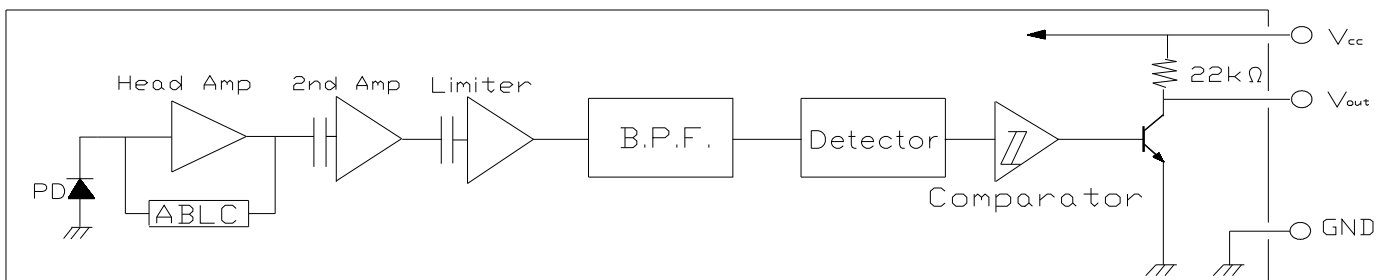 Vcc
Head Amp
2nd Amp
Limiter
22kΩ
Vout
B.P.F.
Detector
PD
ABLC
Comparator
GND